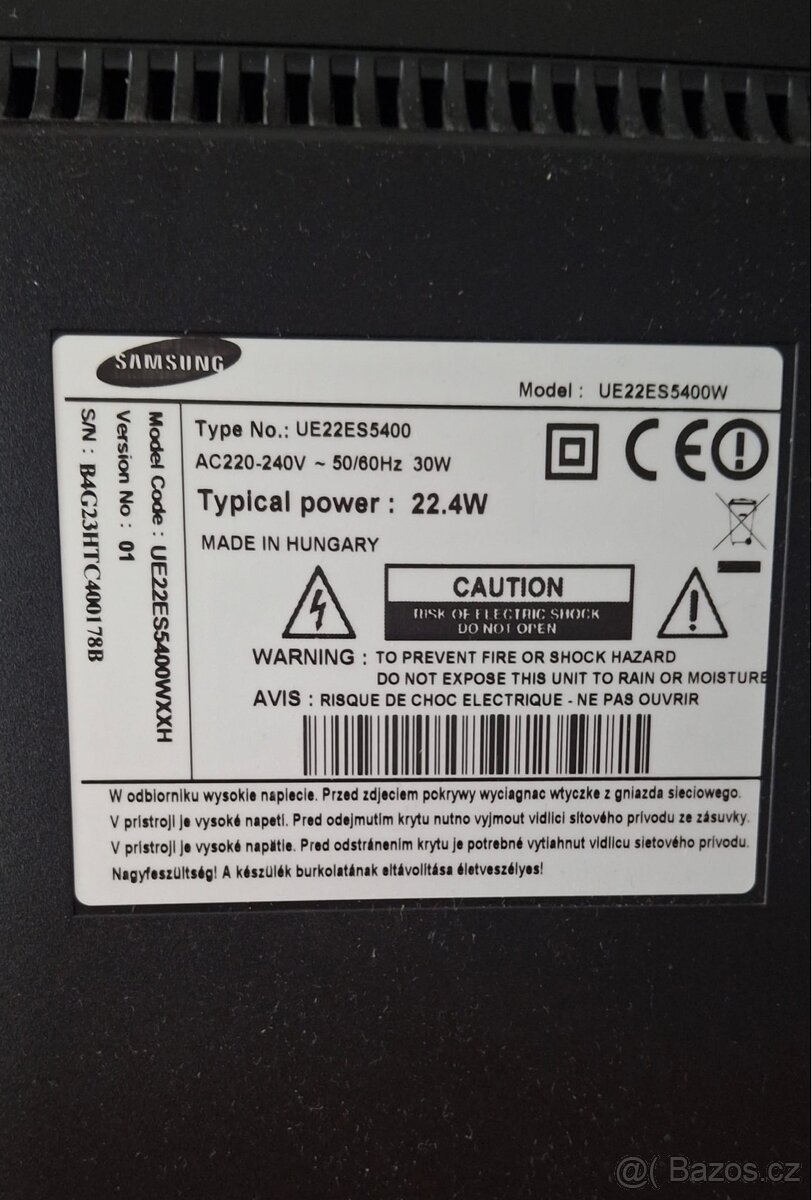 SAMSUNG
Model : UE22ES5400W
Type No.: UE22ES5400
AC220-240V ~ 50/60Hz 30W
Typical power : 22.4W
MADE IN HUNGARY
CAUTION
RISK OF ELECTRIC SHOCK
DO NOT OPEN
WARNING : TO PREVENT FIRE OR SHOCK HAZARD
DO NOT EXPOSE THIS UNIT TO RAIN OR MOISTURE
AVIS : RISQUE DE CHOC ELECTRIQUE - NE PAS OUVRIR
Model Code : UE22ES5400WXXH
Version No : 01
S/N : B4G23HTC400178B
W odbiorniku wysokie napiecie. Przed zdjeciem pokrywy wyciagnac wtyczke z gniazda sieciowego.
V pristroji je vysoké napeti. Pred odejmutím krytu nutno vyjmout vidlici sitového prívodu ze zásuvky.
V pristroji je vysoké napätie. Pred odstránením krytu je potrebné vytiahnut vidlicu sietového prívodu.
Nagyfeszültség! A készülék burkolatának eltávolítása életveszélyes!
@( Bazos.cz